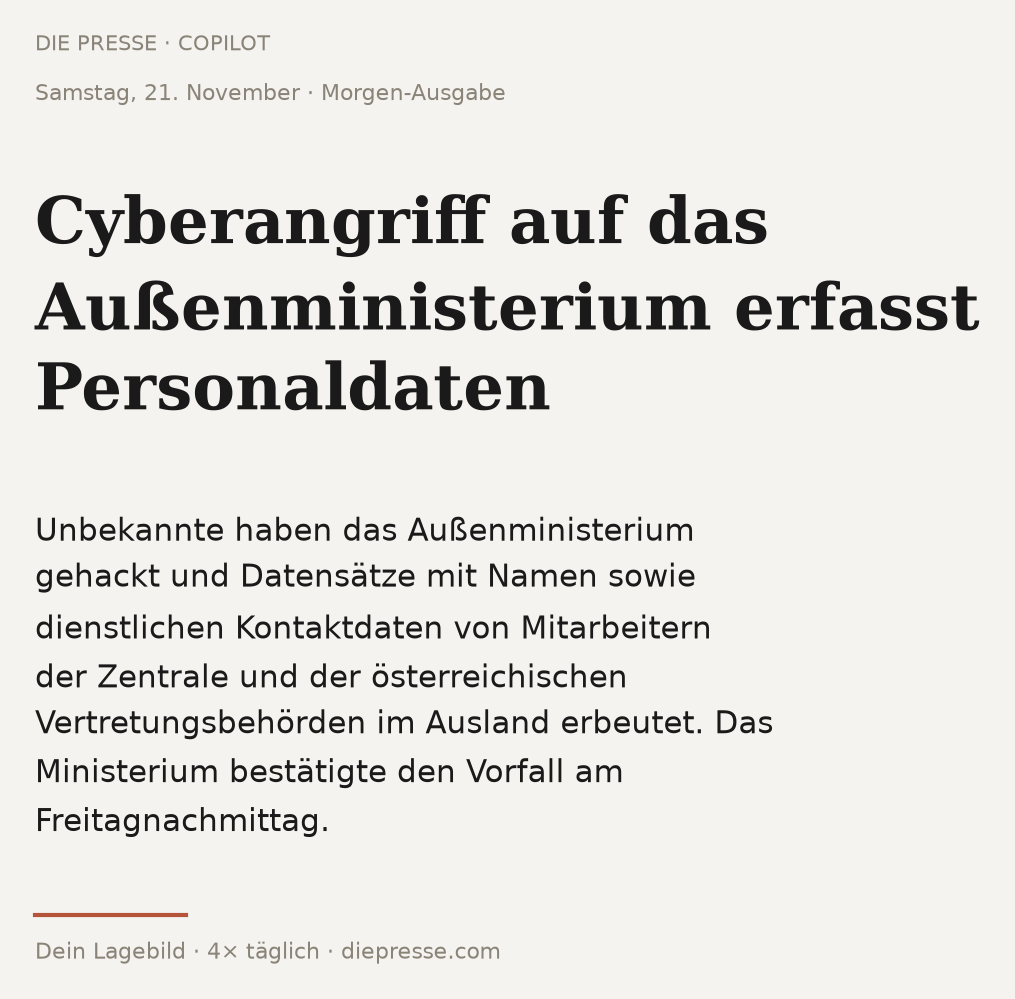 DIE PRESSE · COPILOT
Samstag, 21. November · Morgen-Ausgabe
Cyberangriff auf das
Außenministerium erfasst
Personaldaten
Unbekannte haben das Außenministerium
gehackt und Datensätze mit Namen sowie
dienstlichen Kontaktdaten von Mitarbeitern
der Zentrale und der österreichischen
Vertretungsbehörden im Ausland erbeutet. Das
Ministerium bestätigte den Vorfall am
Freitagnachmittag.
Dein Lagebild · 4× täglich · diepresse.com